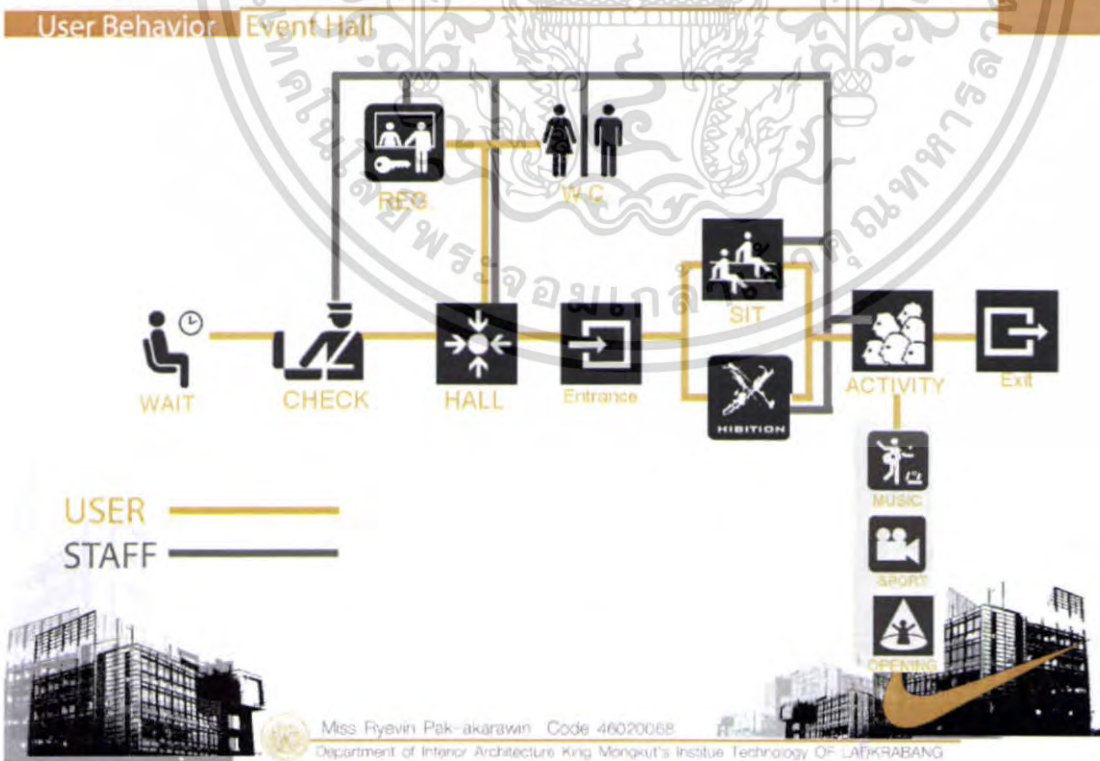 User Behavior Event Hall
REG.
W.C.
SIT
WAIT
CHECK
HALL
Entrance
HIBITION
ACTIVITY
Exit
MUSIC
SPORT
OPENING
USER
STAFF
Miss Ryevin Pak-akarawin Code 46020068
Department of Interior Architecture King Mongkut's Institue Technology OF LADKRABANG